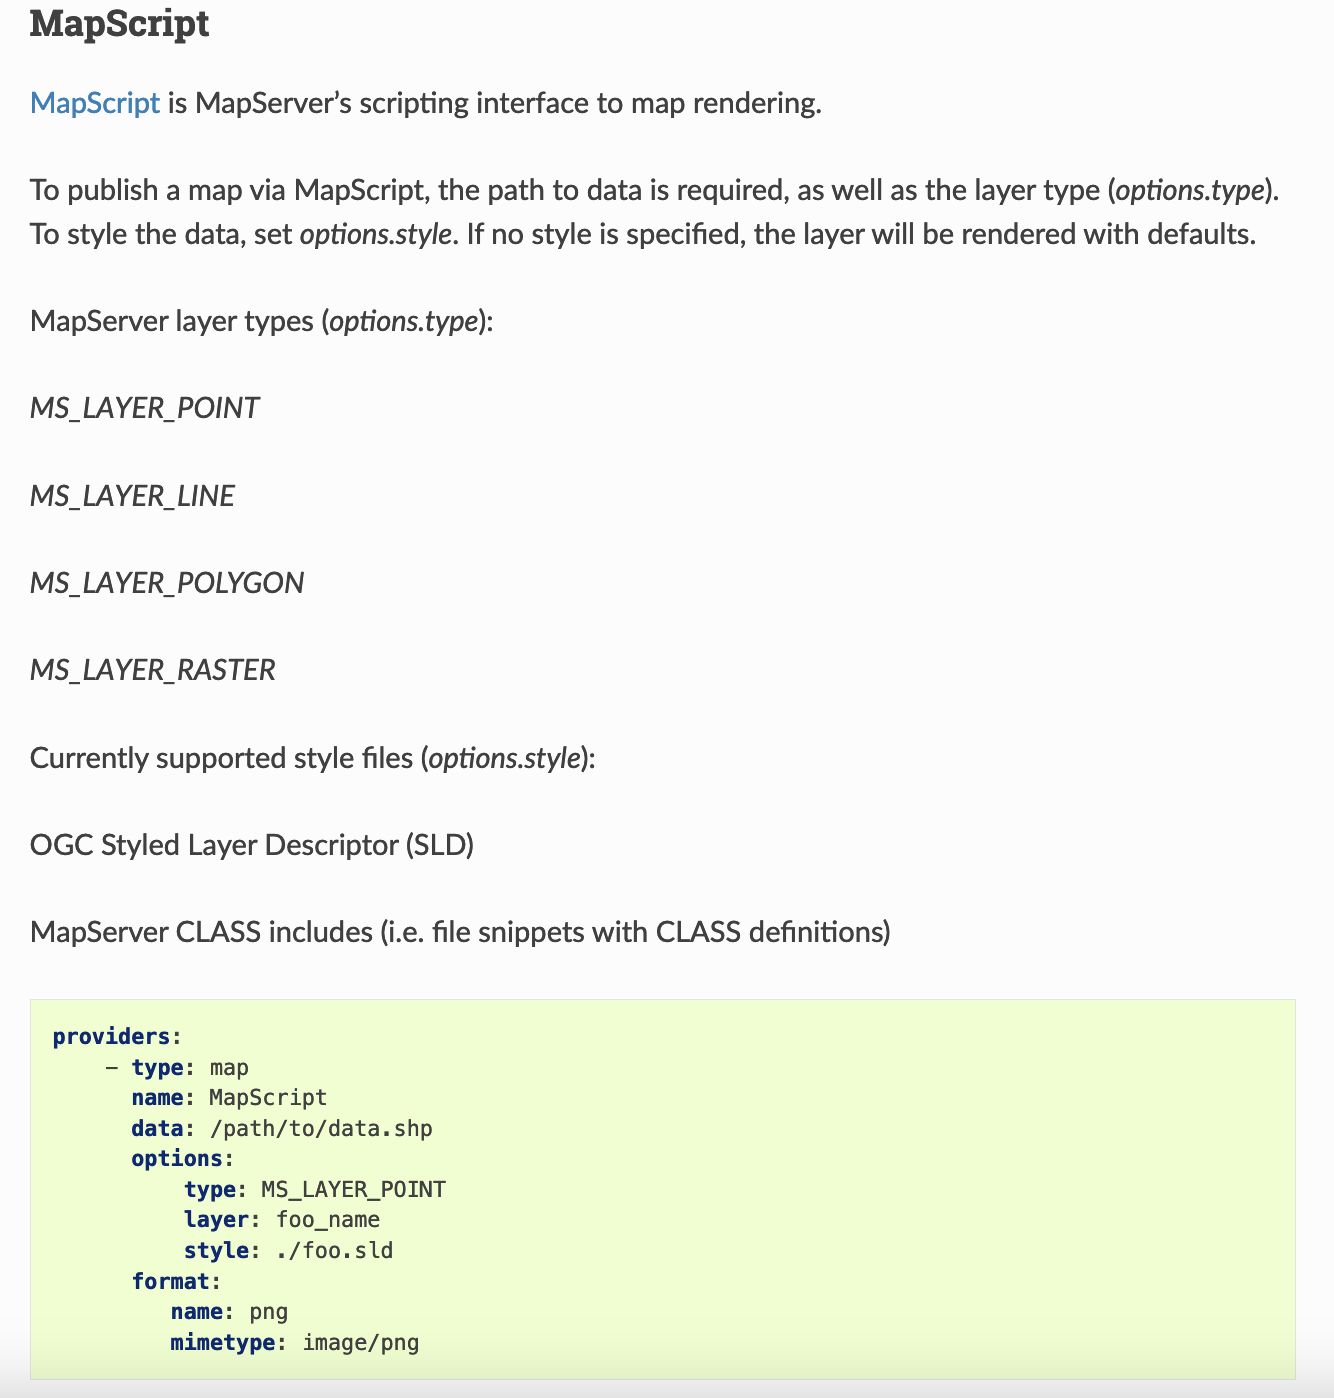 MapScript
MapScript is MapServer’s scripting interface to map rendering.
To publish a map via MapScript, the path to data is required, as well as the layer type (options.type).
To style the data, set options.style. If no style is specified, the layer will be rendered with defaults.
MapServer layer types (options.type):
MS_LAYER_POINT
MS_LAYER_LINE
MS_LAYER_POLYGON
MS_LAYER_RASTER
Currently supported style files (options.style):
OGC Styled Layer Descriptor (SLD)
MapServer CLASS includes (i.e. file snippets with CLASS definitions)
providers:
    - type: map
      name: MapScript
      data: /path/to/data.shp
      options:
          type: MS_LAYER_POINT
          layer: foo_name
          style: ./foo.sld
      format:
         name: png
         mimetype: image/png